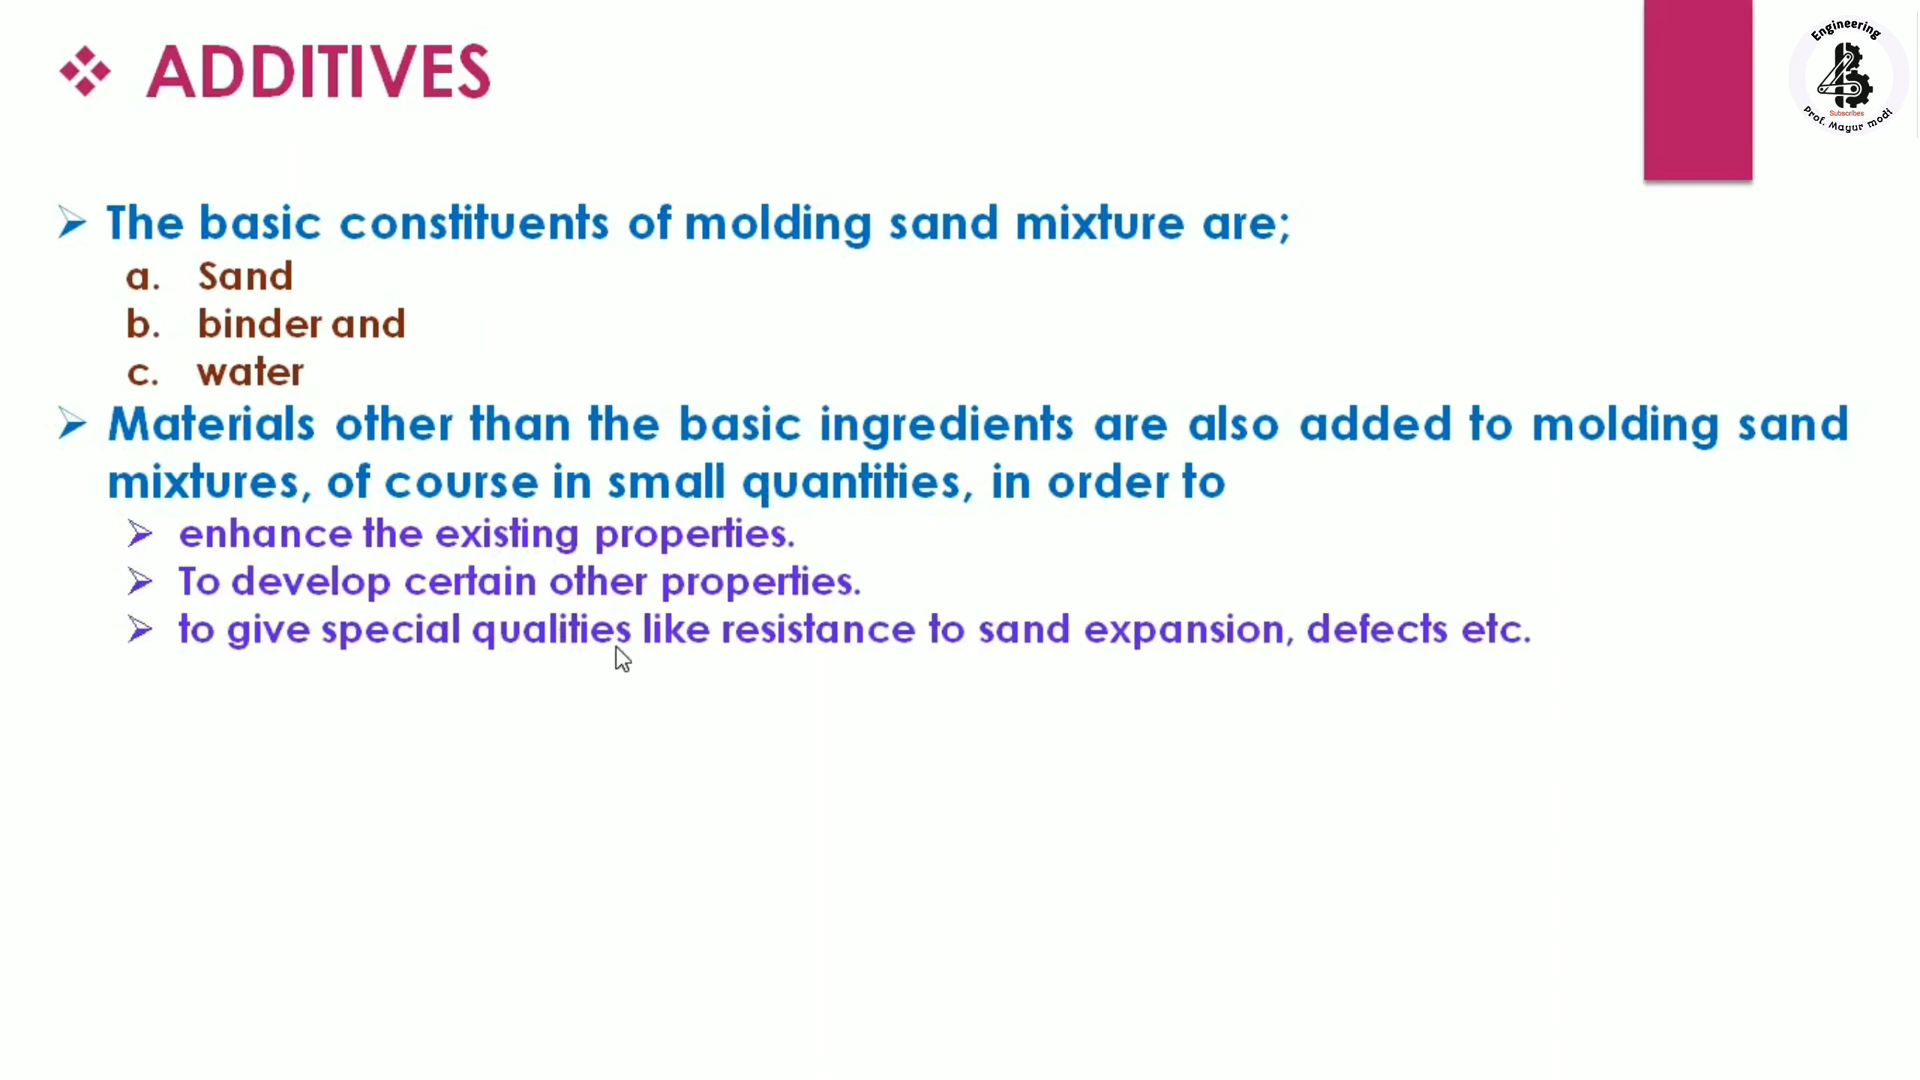 ADDITIVES
Engineering
Subscribes
Prof. Mayur modi
The basic constituents of molding sand mixture are;
a. Sand
b. binder and
c. water
Materials other than the basic ingredients are also added to molding sand
mixtures, of course in small quantities, in order to
enhance the existing properties.
To develop certain other properties.
to give special qualities like resistance to sand expansion, defects etc.